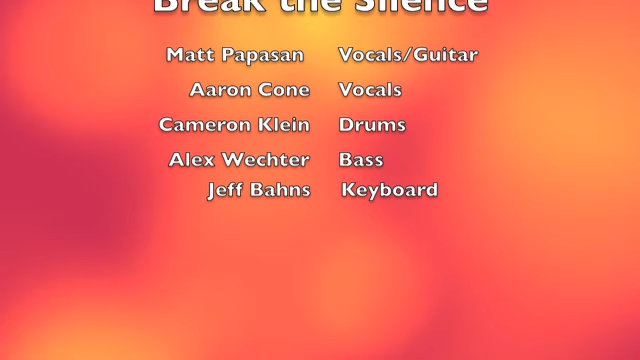 Break the Silence
Matt Papasan Vocals/Guitar
Aaron Cone Vocals
Cameron Klein Drums
Alex Wechter Bass
Jeff Bahns Keyboard